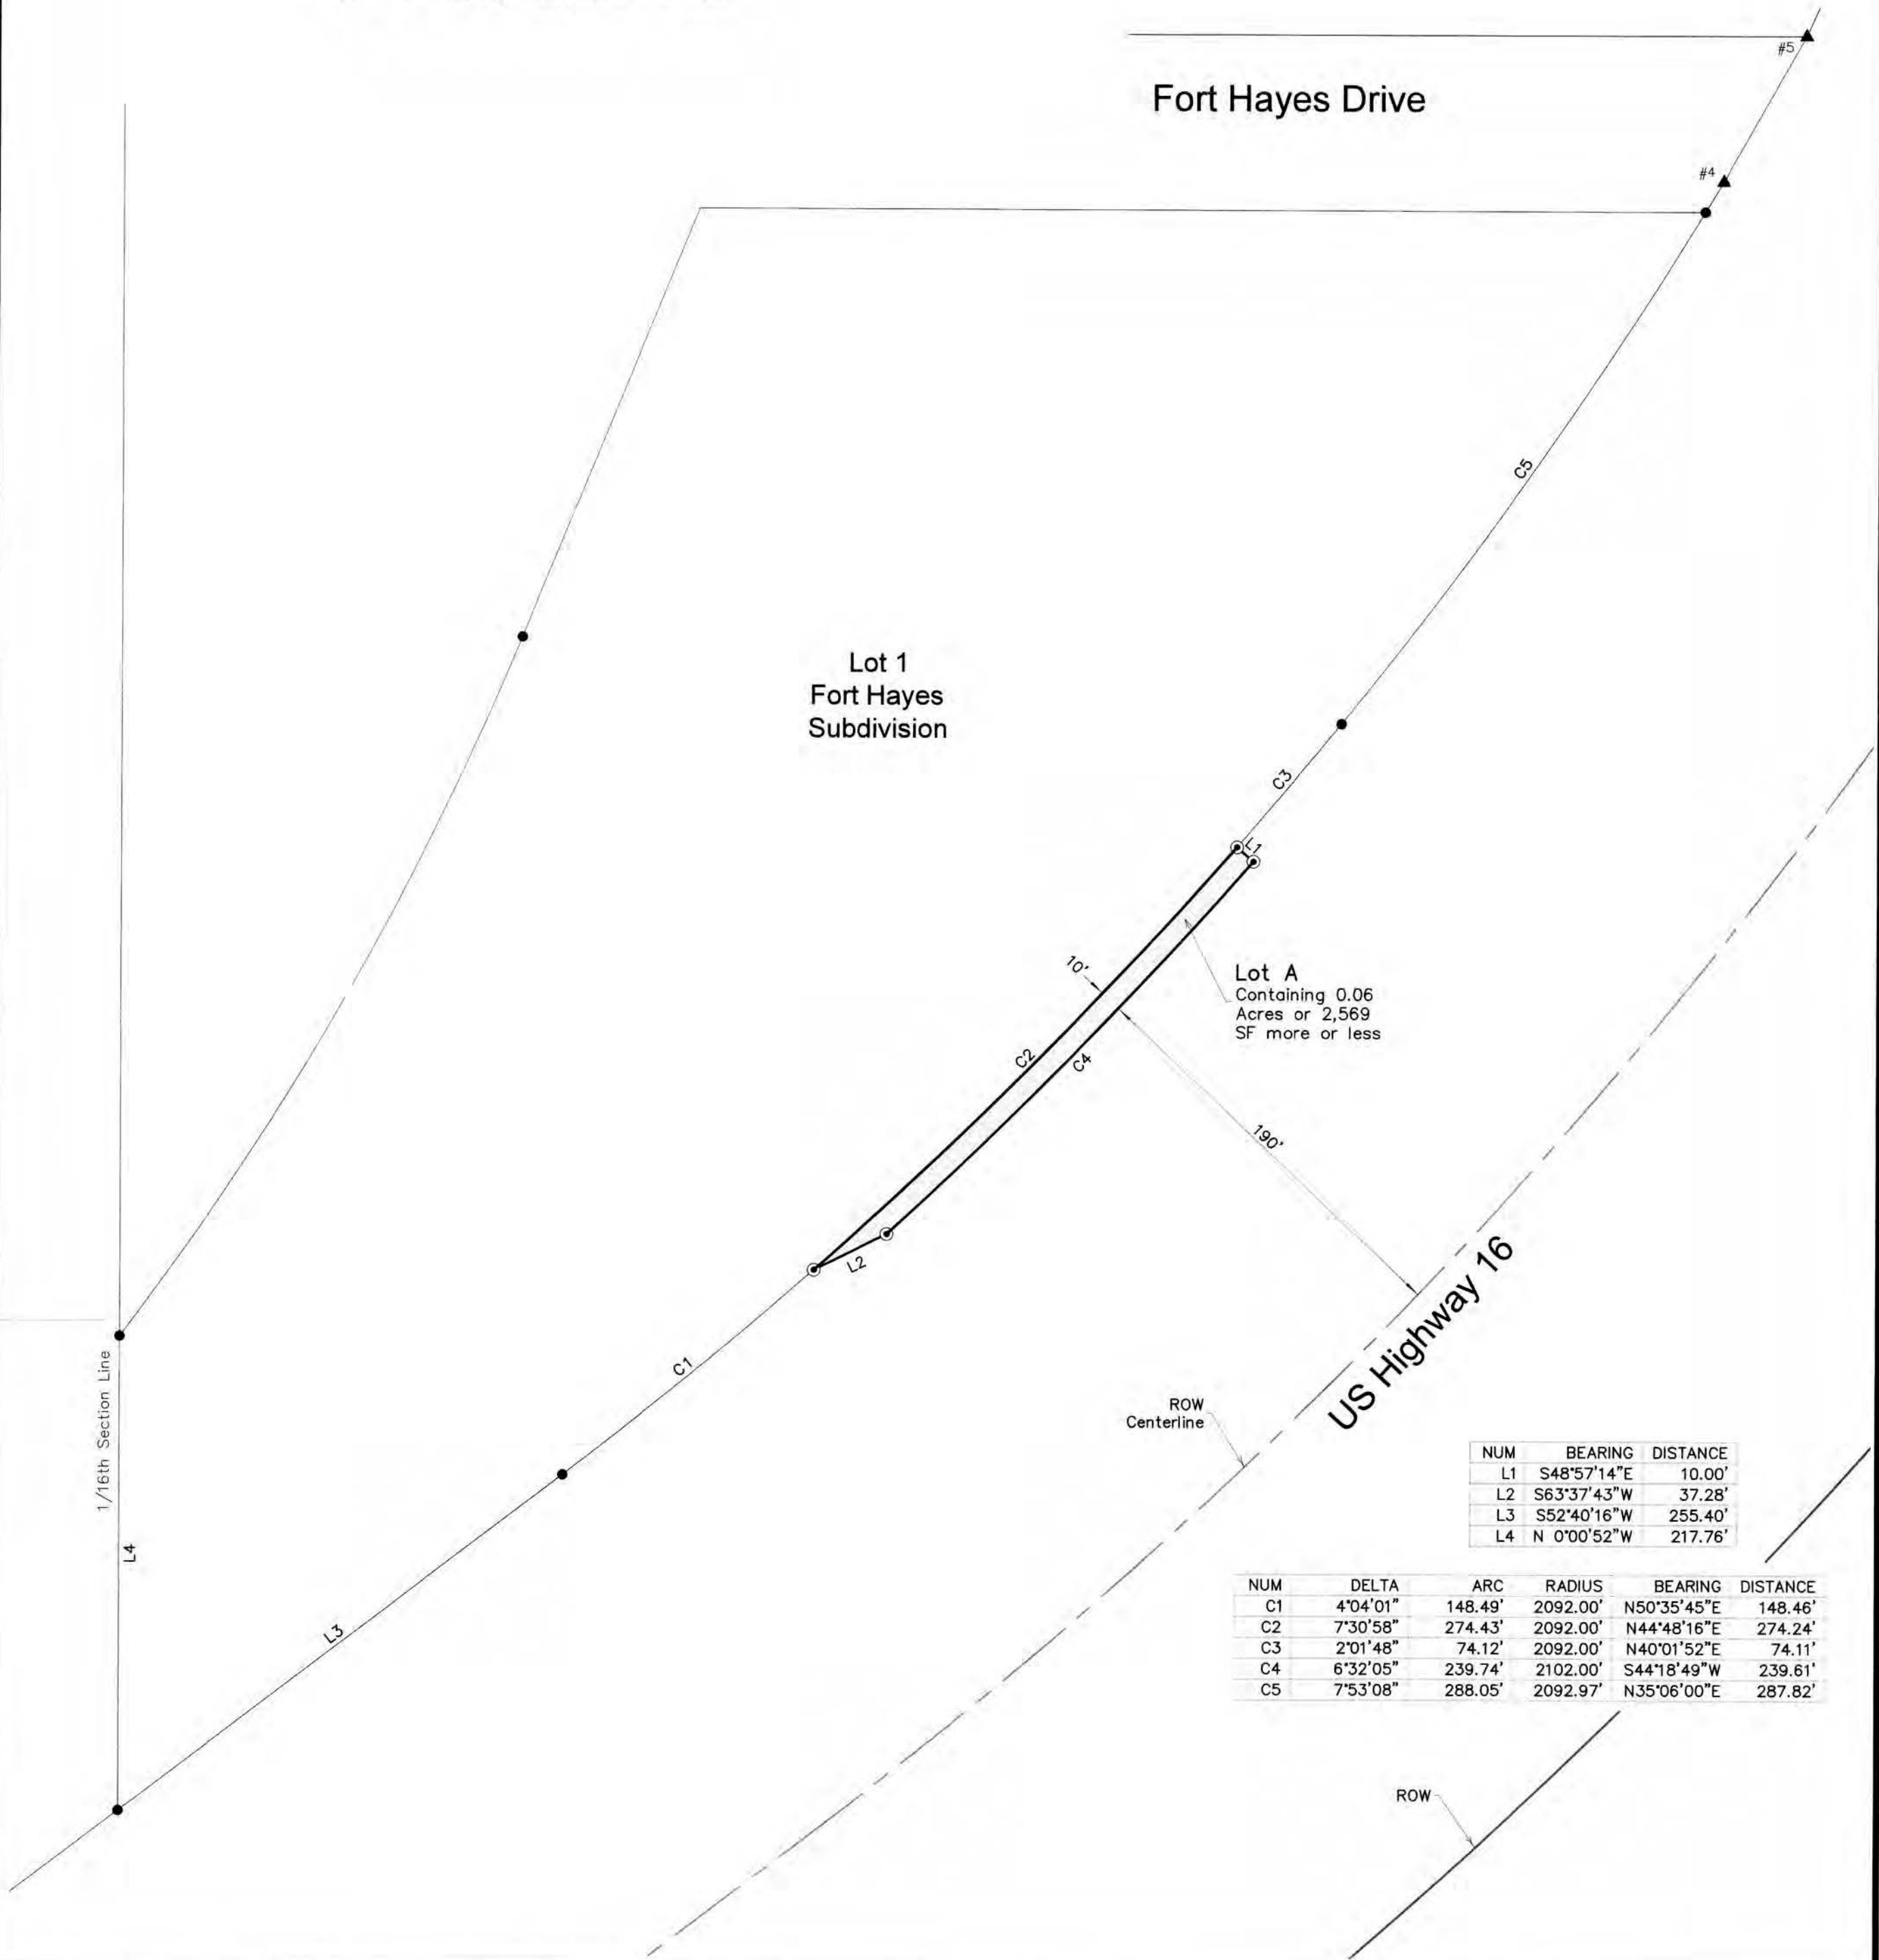 #5
Fort Hayes Drive
#4
C5
Lot 1
Fort Hayes
Subdivision
C3
L1
10'
Lot A
Containing 0.06
Acres or 2,569
SF more or less
C2
C4
190'
L2
US Highway 16
C1
1/16th Section Line
ROW
Centerline
L4
L3
NUM BEARING DISTANCE
L1 S48°57'14"E 10.00'
L2 S63°37'43"W 37.28'
L3 S52°40'16"W 255.40'
L4 N 0°00'52"W 217.76'
NUM DELTA ARC RADIUS BEARING DISTANCE
C1 4°04'01" 148.49' 2092.00' N50°35'45"E 148.46'
C2 7°30'58" 274.43' 2092.00' N44°48'16"E 274.24'
C3 2°01'48" 74.12' 2092.00' N40°01'52"E 74.11'
C4 6°32'05" 239.74' 2102.00' S44°18'49"W 239.61'
C5 7°53'08" 288.05' 2092.97' N35°06'00"E 287.82'
ROW